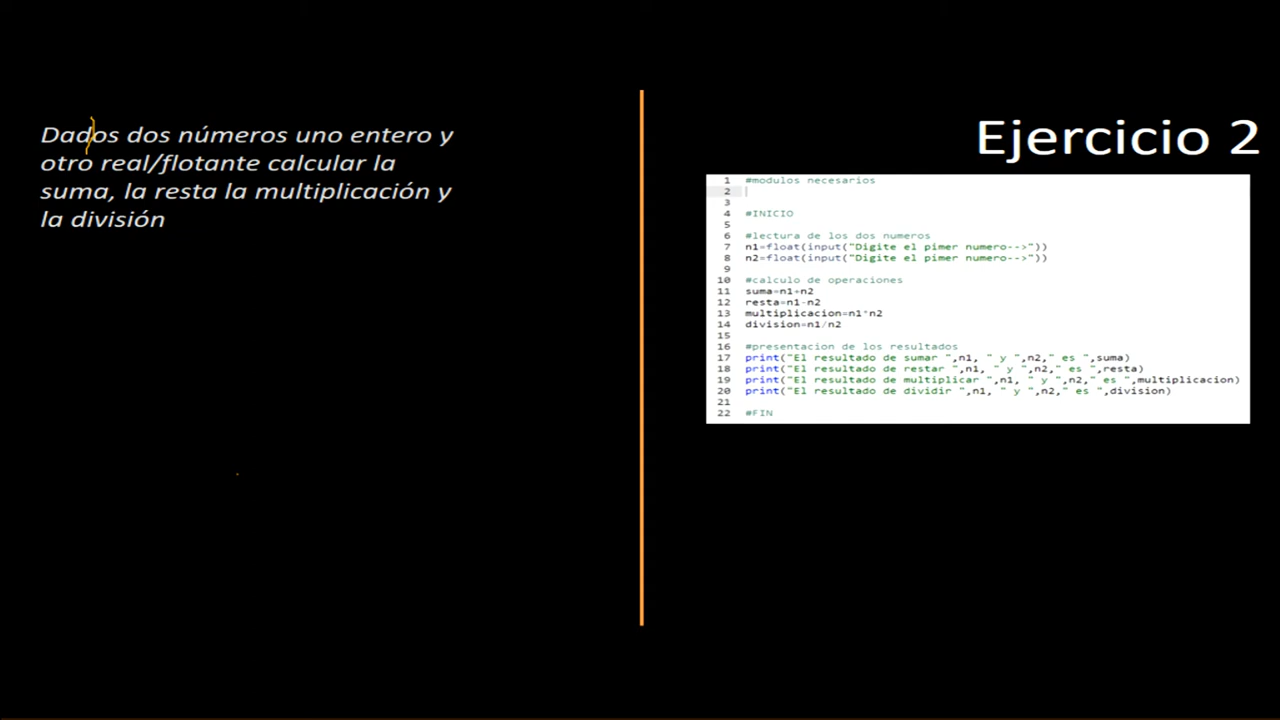 Dados dos números uno entero y
otro real/flotante calcular la
suma, la resta la multiplicación y
la división
Ejercicio 2
1 #modulos necesarios
2
3
4 #INICIO
5
6 #lectura de los dos numeros
7 n1=float(input("Digite el pimer numero-->"))
8 n2=float(input("Digite el pimer numero-->"))
9
10 #calculo de operaciones
11 suma=n1+n2
12 resta=n1-n2
13 multiplicacion=n1*n2
14 division=n1/n2
15
16 #presentacion de los resultados
17 print("El resultado de sumar ",n1, " y ",n2," es ",suma)
18 print("El resultado de restar ",n1, " y ",n2," es ",resta)
19 print("El resultado de multiplicar ",n1, " y ",n2," es ",multiplicacion)
20 print("El resultado de dividir ",n1, " y ",n2," es ",division)
21
22 #FIN